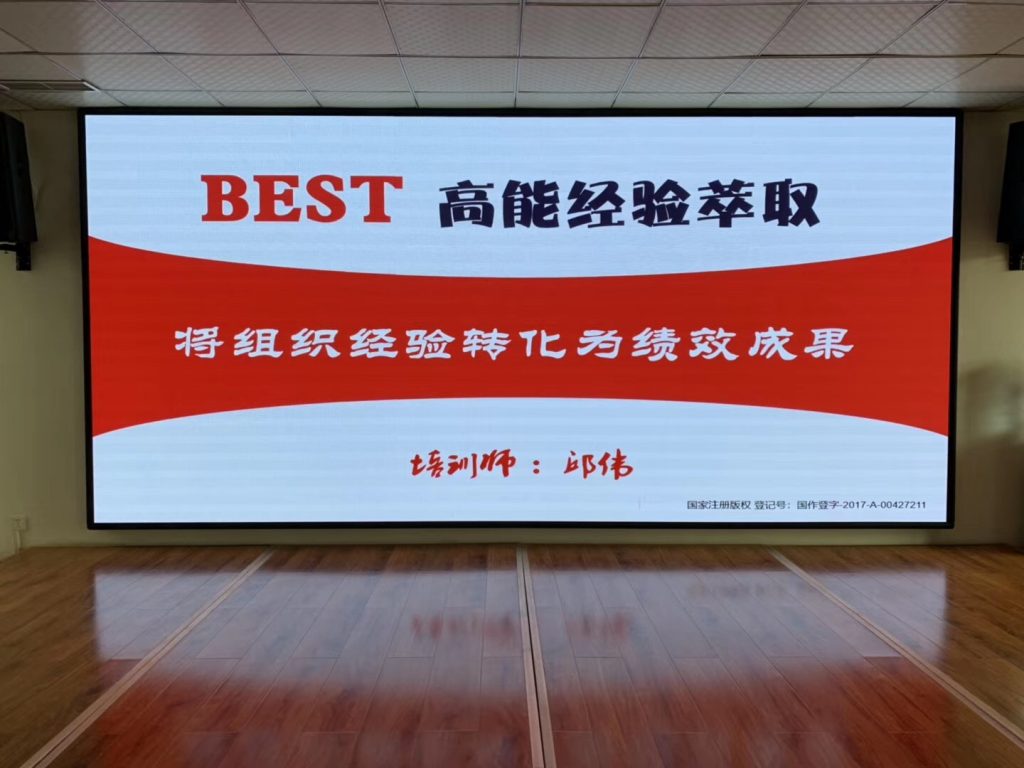 BEST 高能经验萃取
将组织经验转化为绩效成果
培训师：邱伟
国家注册版权 登记号：国作登字-2017-A-00427211